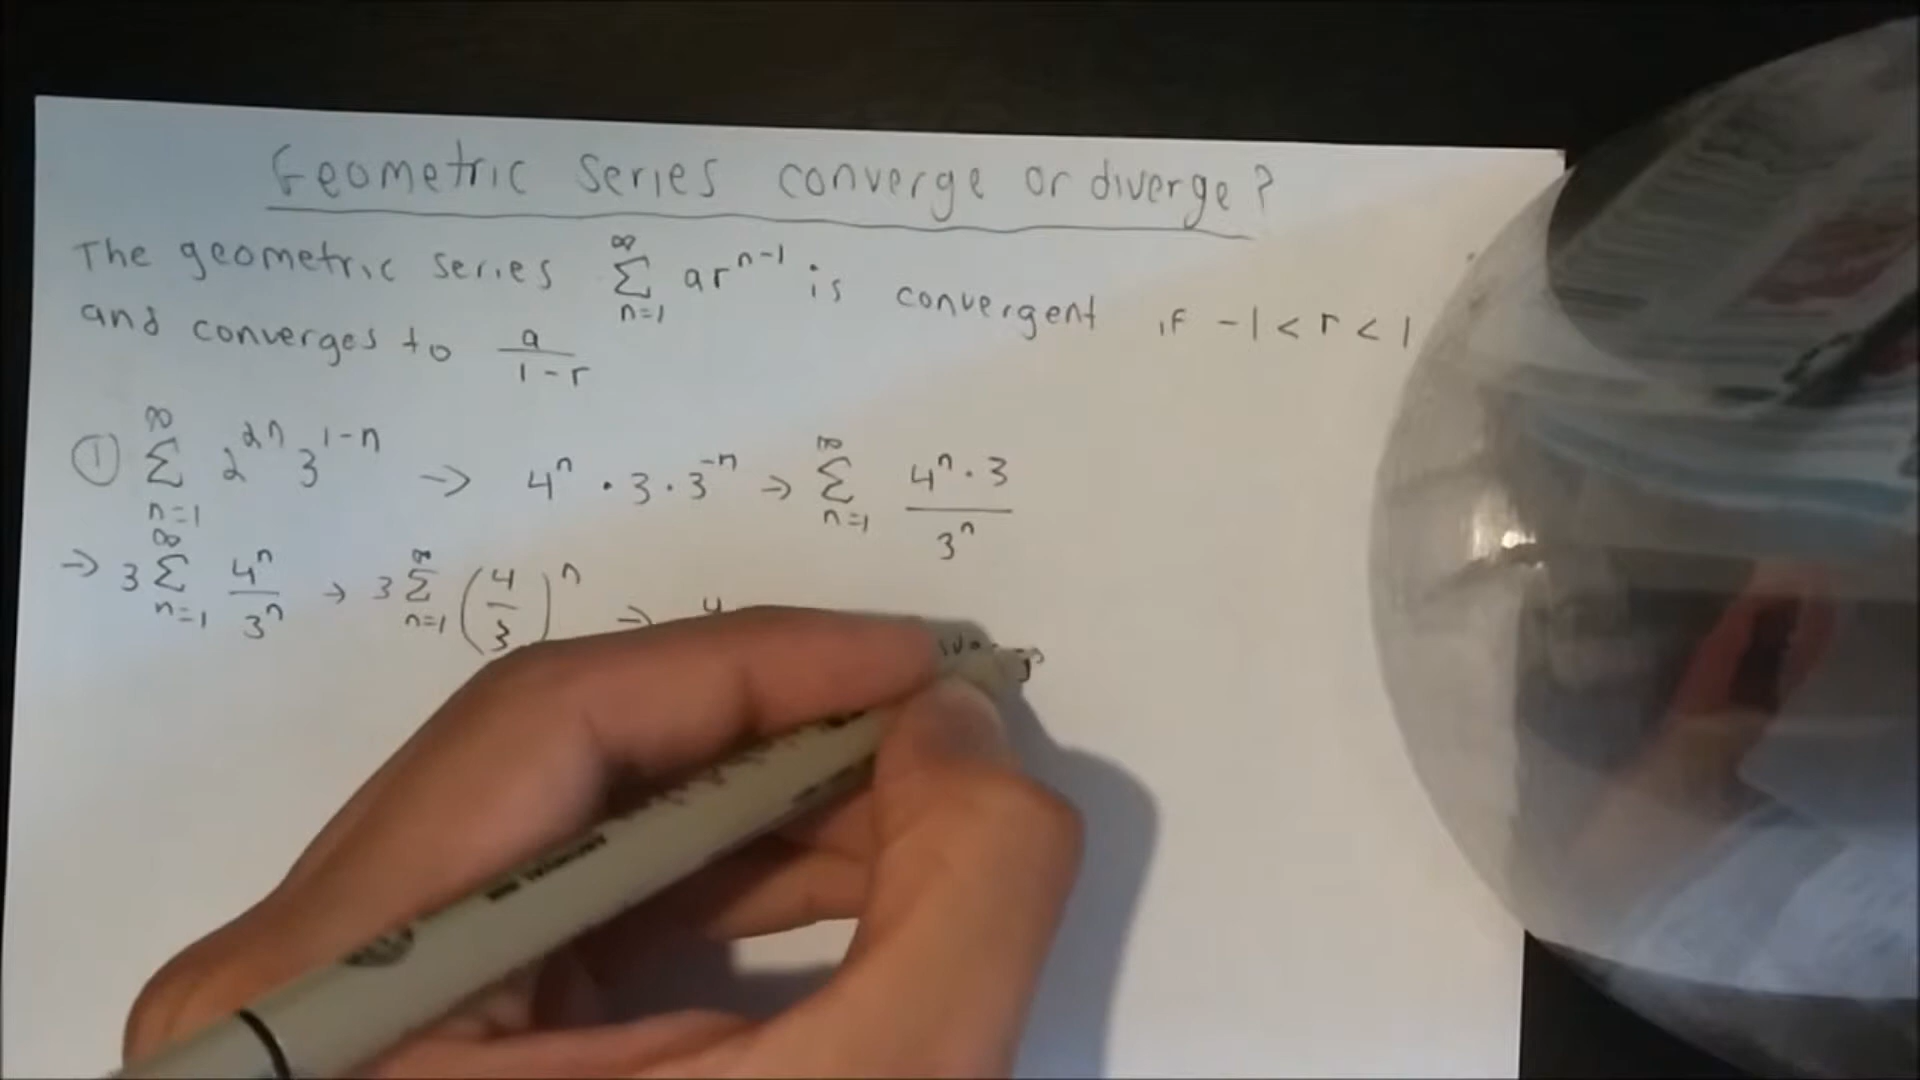 Geometric series converge or diverge?
The geometric series ∞ Σ n=1 ar^n-1 is convergent if -1 < r < 1
and converges to a/1-r
① ∞ Σ n=1 2^2n 3^1-n → 4^n · 3 · 3^-n → ∞ Σ n=1 4^n · 3 / 3^n
→ 3 ∞ Σ n=1 4^n / 3^n → 3 ∞ Σ n=1 (4/3)^n → 4